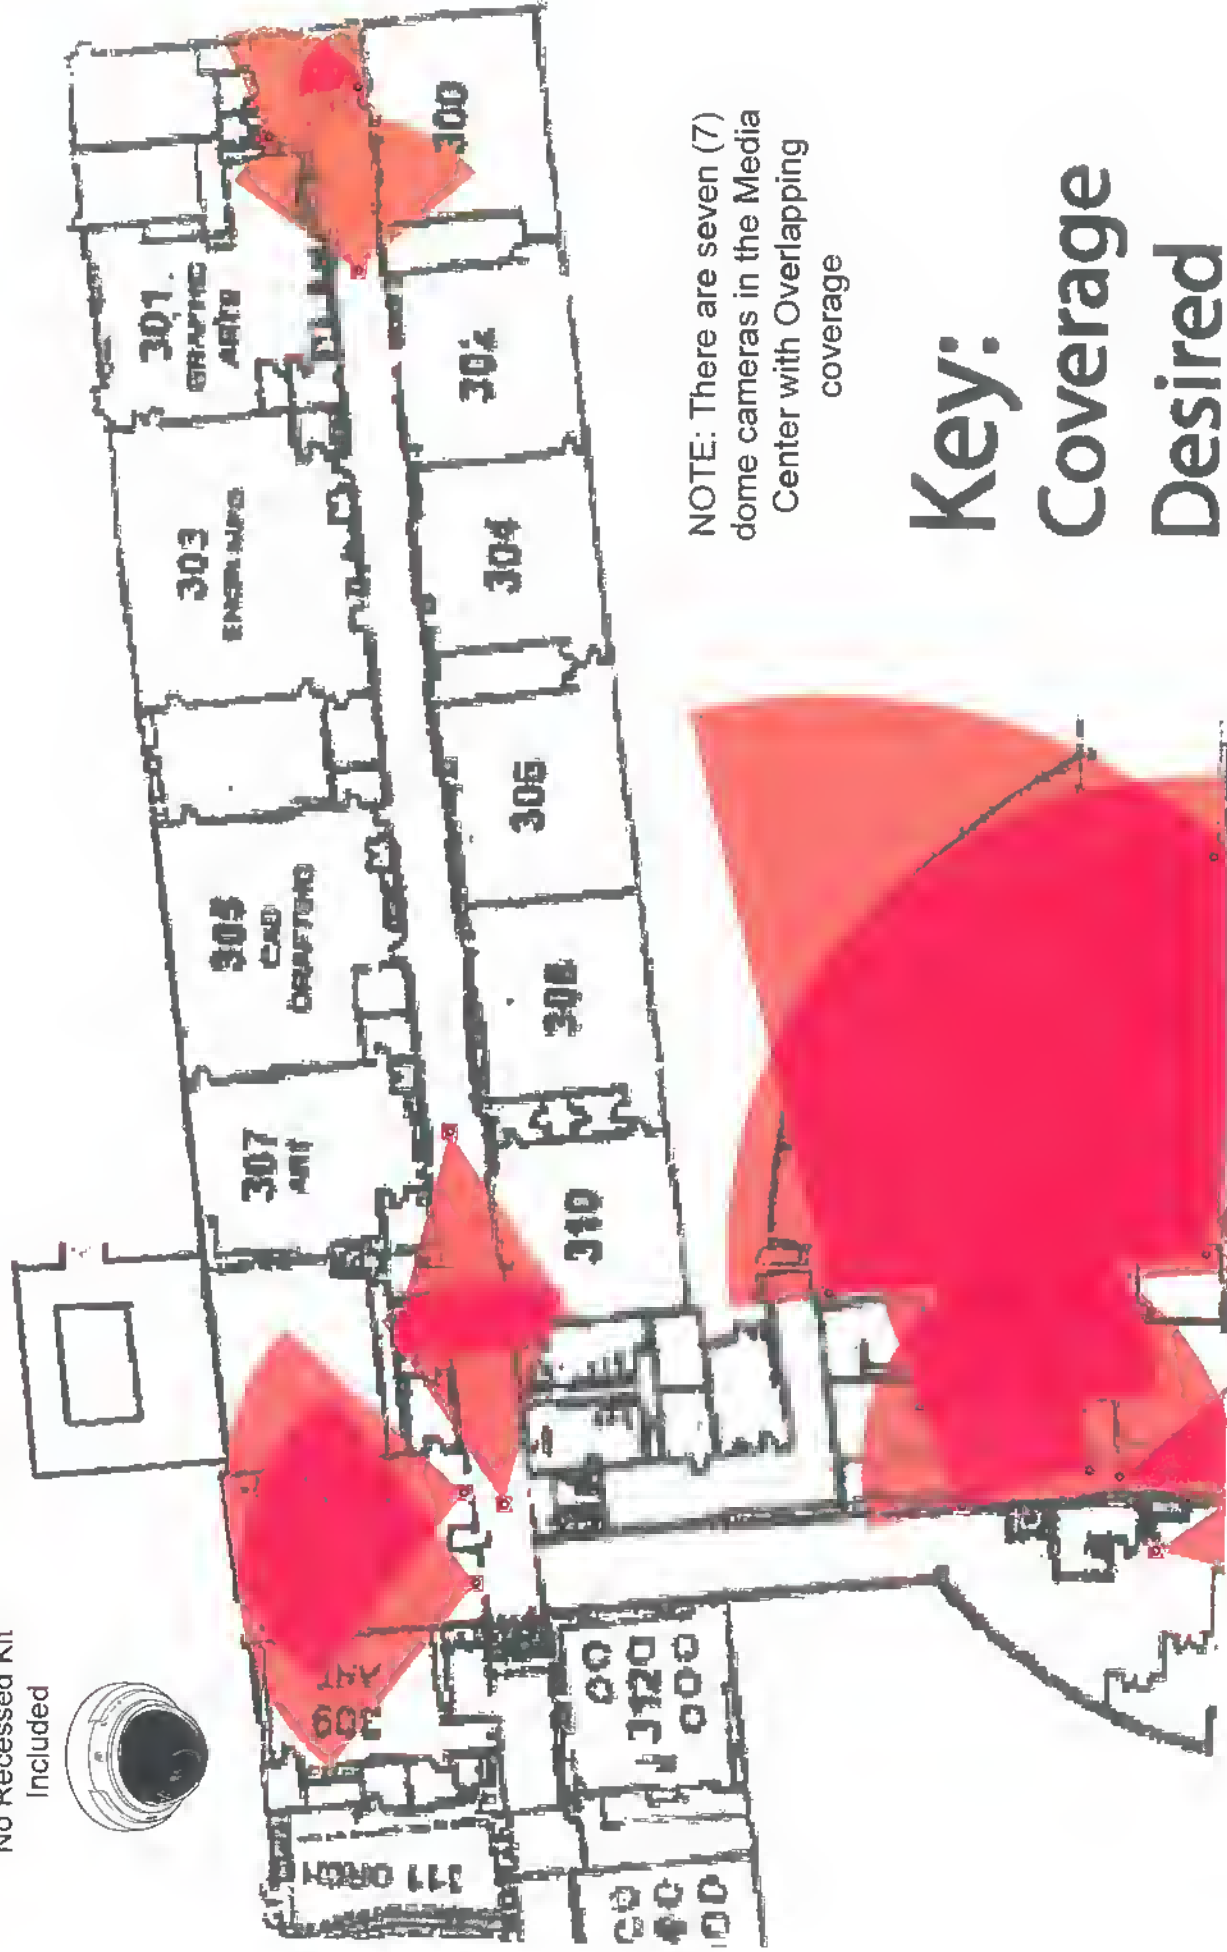 No Recessed Kit
Included
300
301
GRAPHIC
ARTS
302
303
304
305
CAD
DRAFTING
306
307
ART
308
310
309
ART
311 ORCH
312
NOTE: There are seven (7)
dome cameras in the Media
Center with Overlapping
coverage
Key:
Coverage
Desired